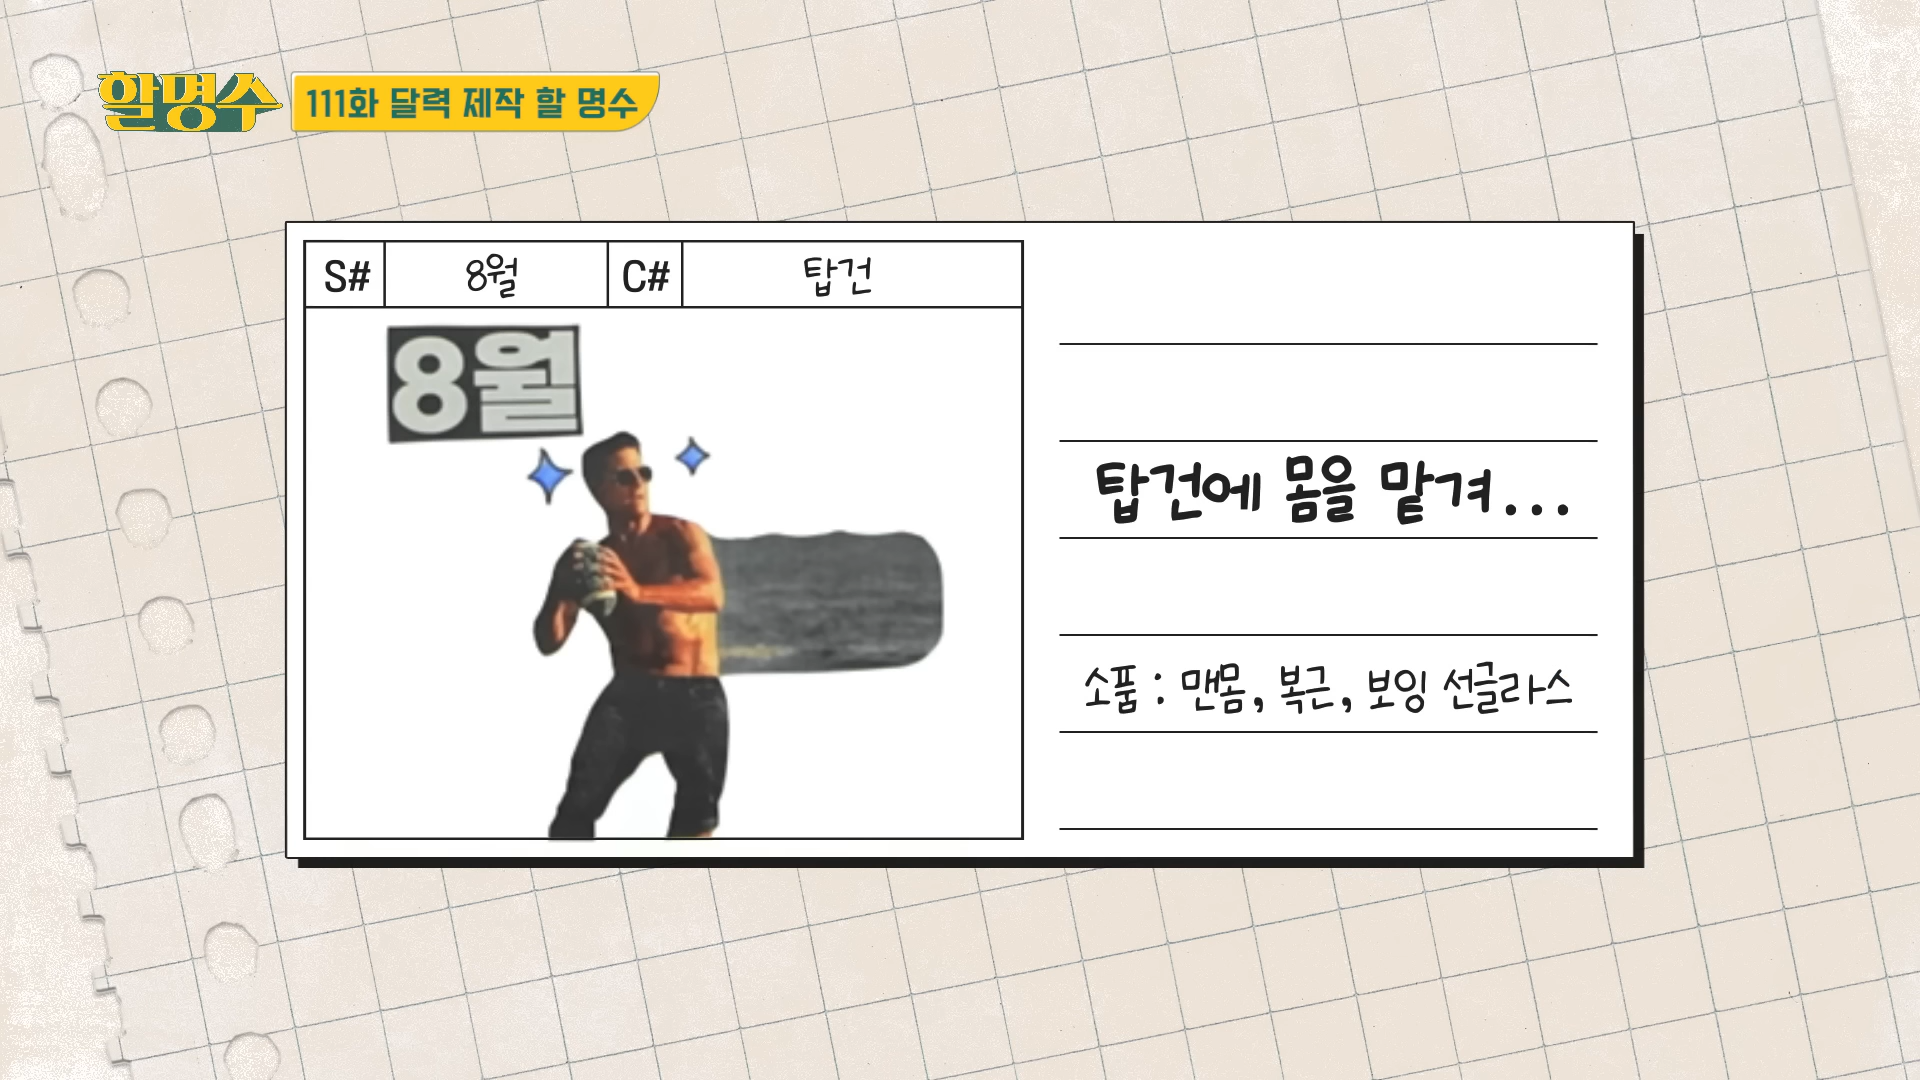 할명수
111화 달력 제작 할 명수
S# 8월 C# 탑건
8월
탑건에 몸을 맡겨...
소품 : 맨몸, 복근, 보잉 선글라스